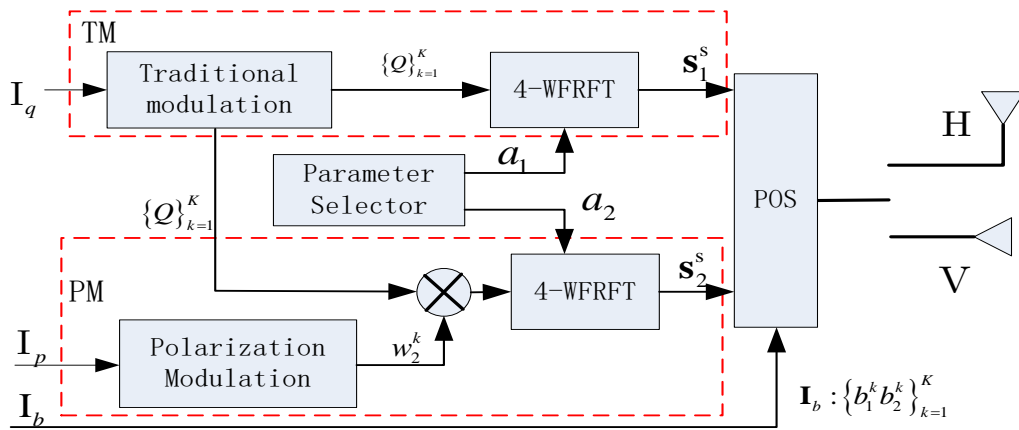 TM
I_q
Traditional
modulation
{Q}_{k=1}^{K}
4-WFRFT
s_1^s
H
Parameter
Selector
a_1
a_2
POS
{Q}_{k=1}^{K}
PM
4-WFRFT
s_2^s
V
I_p
Polarization
Modulation
w_2^k
I_b
I_b : {b_1^k b_2^k}_{k=1}^{K}